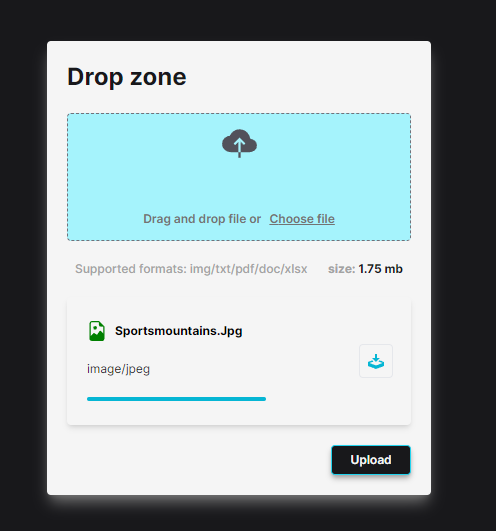 Drop zone
Drag and drop file or Choose file
Supported formats: img/txt/pdf/doc/xlsx size: 1.75 mb
Sportsmountains.Jpg
image/jpeg
Upload